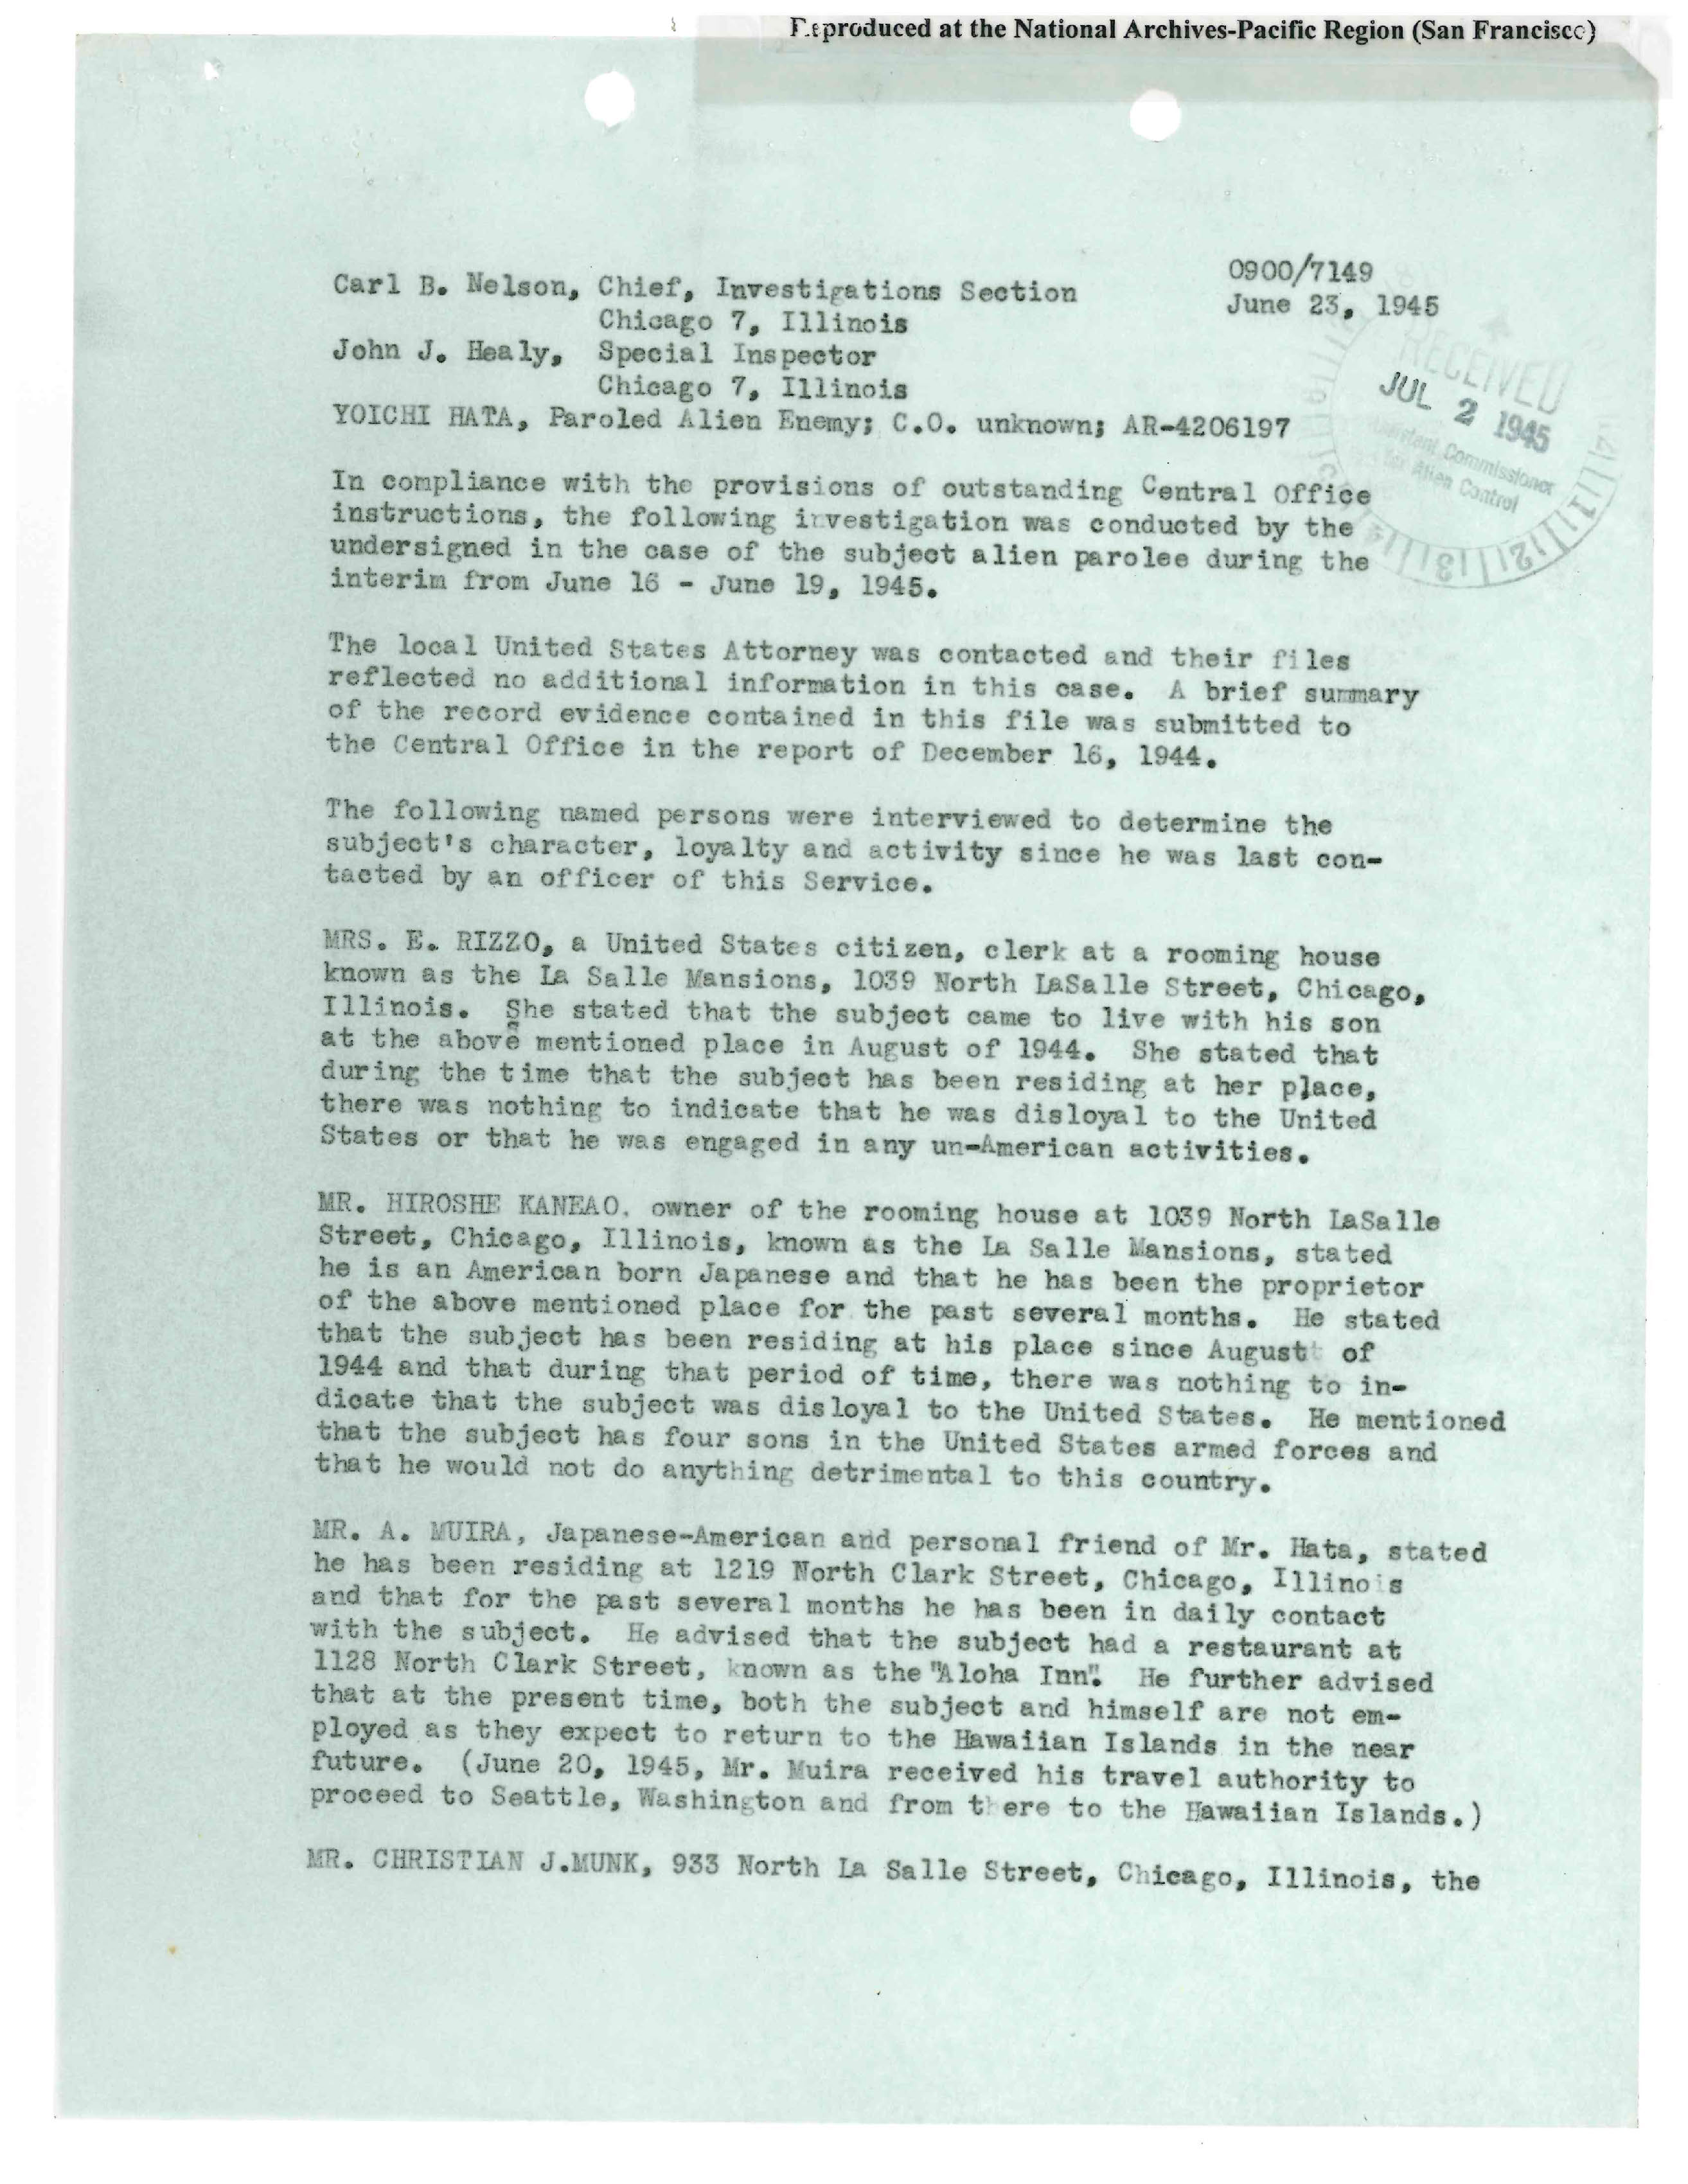 Reproduced at the National Archives-Pacific Region (San Francisco)
0900/7149
Carl B. Nelson, Chief, Investigations Section
June 23, 1945
Chicago 7, Illinois
John J. Healy, Special Inspector
Chicago 7, Illinois
YOICHI HATA, Paroled Alien Enemy; C.O. unknown; AR-4206197
RECEIVED
JUL 2 1945
Assistant Commissioner
for Alien Control
In compliance with the provisions of outstanding Central Office
instructions, the following investigation was conducted by the
undersigned in the case of the subject alien parolee during the
interim from June 16 - June 19, 1945.
The local United States Attorney was contacted and their files
reflected no additional information in this case. A brief summary
of the record evidence contained in this file was submitted to
the Central Office in the report of December 16, 1944.
The following named persons were interviewed to determine the
subject's character, loyalty and activity since he was last con-
tacted by an officer of this Service.
MRS. E. RIZZO, a United States citizen, clerk at a rooming house
known as the La Salle Mansions, 1039 North LaSalle Street, Chicago,
Illinois. She stated that the subject came to live with his son
at the above mentioned place in August of 1944. She stated that
during the time that the subject has been residing at her place,
there was nothing to indicate that he was disloyal to the United
States or that he was engaged in any un-American activities.
MR. HIROSHE KANEAO, owner of the rooming house at 1039 North LaSalle
Street, Chicago, Illinois, known as the La Salle Mansions, stated
he is an American born Japanese and that he has been the proprietor
of the above mentioned place for the past several months. He stated
that the subject has been residing at his place since August of
1944 and that during that period of time, there was nothing to in-
dicate that the subject was disloyal to the United States. He mentioned
that the subject has four sons in the United States armed forces and
that he would not do anything detrimental to this country.
MR. A. MUIRA, Japanese-American and personal friend of Mr. Hata, stated
he has been residing at 1219 North Clark Street, Chicago, Illinois
and that for the past several months he has been in daily contact
with the subject. He advised that the subject had a restaurant at
1128 North Clark Street, known as the "Aloha Inn". He further advised
that at the present time, both the subject and himself are not em-
ployed as they expect to return to the Hawaiian Islands in the near
future. (June 20, 1945, Mr. Muira received his travel authority to
proceed to Seattle, Washington and from there to the Hawaiian Islands.)
MR. CHRISTIAN J.MUNK, 933 North La Salle Street, Chicago, Illinois, the